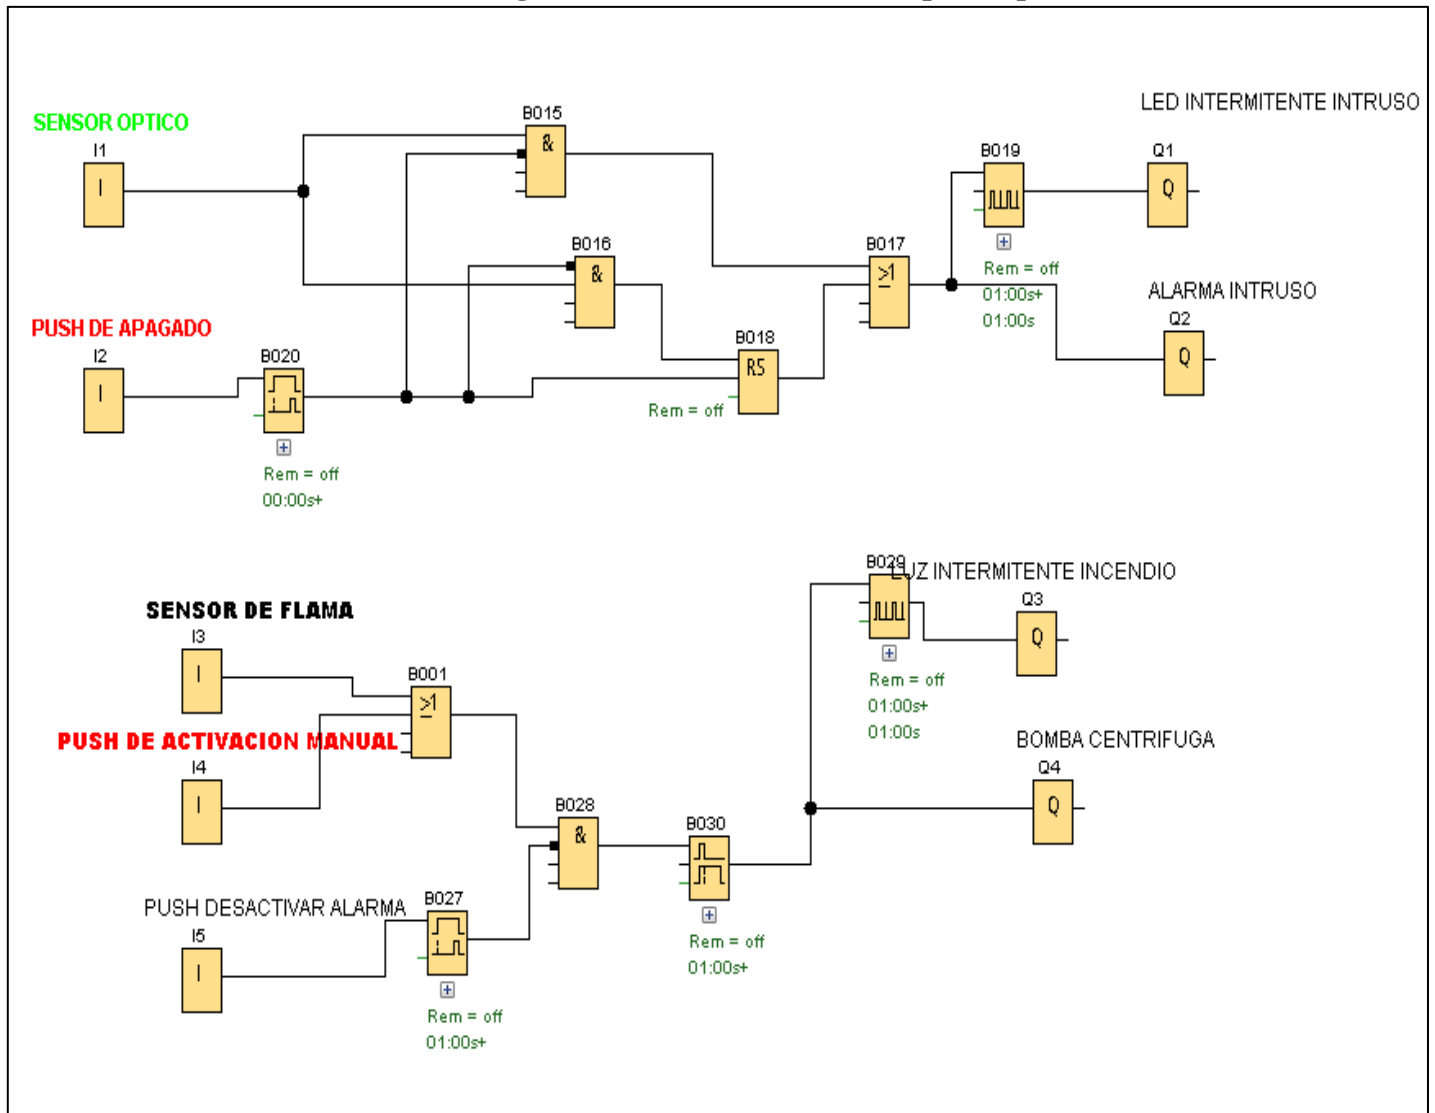 LED INTERMITENTE INTRUSO
SENSOR OPTICO
B015
&
I1
I
B019
Q1
Q
B016
&
B017
≥1
Rem = off
01:00s+
01:00s
ALARMA INTRUSO
Q2
Q
PUSH DE APAGADO
I2
I
B020
B018
RS
Rem = off
Rem = off
00:00s+
B029
LUZ INTERMITENTE INCENDIO
Q3
Q
SENSOR DE FLAMA
I3
I
B001
≥1
Rem = off
01:00s+
01:00s
PUSH DE ACTIVACION MANUAL
I4
I
BOMBA CENTRIFUGA
Q4
Q
B028
&
B030
Rem = off
01:00s+
PUSH DESACTIVAR ALARMA
I5
I
B027
Rem = off
01:00s+